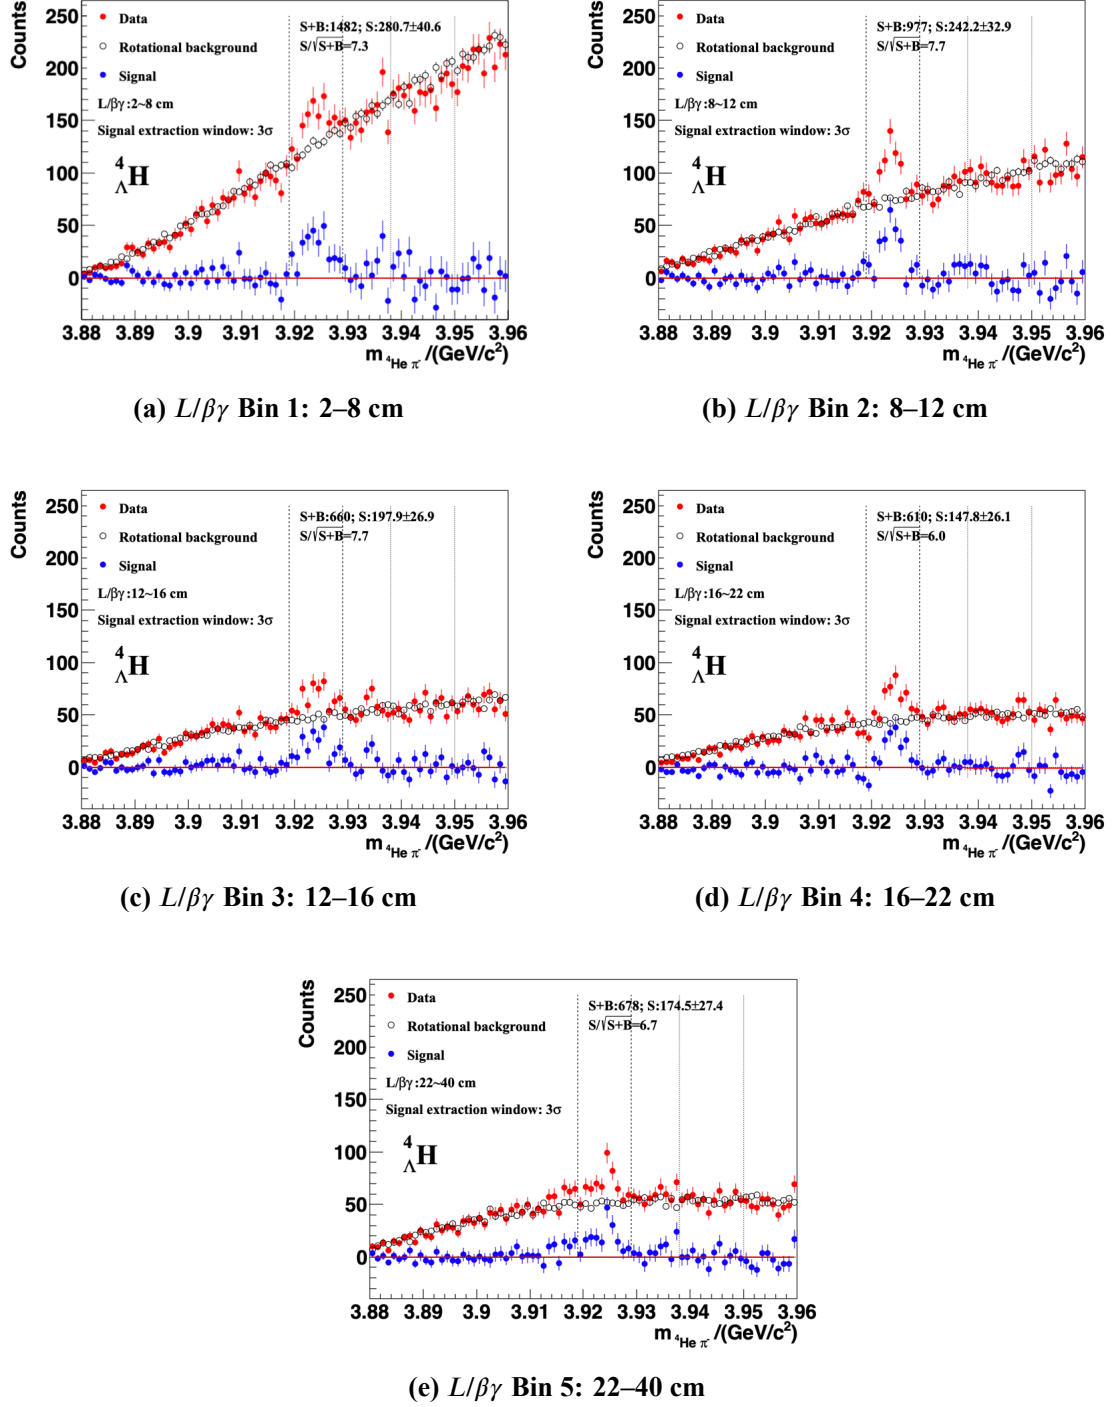 Counts
250
200
150
100
50
0
Data
Rotational background
Signal
L/βγ:2~8 cm
Signal extraction window: 3σ
S+B:1482; S:280.7±40.6
S/√S+B=7.3
4
ΛH
3.88 3.89 3.9 3.91 3.92 3.93 3.94 3.95 3.96
m 4He π- /(GeV/c²)
(a) L/βγ Bin 1: 2–8 cm
Counts
250
200
150
100
50
0
Data
Rotational background
Signal
L/βγ:8~12 cm
Signal extraction window: 3σ
S+B:977; S:242.2±32.9
S/√S+B=7.7
4
ΛH
3.88 3.89 3.9 3.91 3.92 3.93 3.94 3.95 3.96
m 4He π- /(GeV/c²)
(b) L/βγ Bin 2: 8–12 cm
Counts
250
200
150
100
50
0
Data
Rotational background
Signal
L/βγ:12~16 cm
Signal extraction window: 3σ
S+B:660; S:197.9±26.9
S/√S+B=7.7
4
ΛH
3.88 3.89 3.9 3.91 3.92 3.93 3.94 3.95 3.96
m 4He π- /(GeV/c²)
(c) L/βγ Bin 3: 12–16 cm
Counts
250
200
150
100
50
0
Data
Rotational background
Signal
L/βγ:16~22 cm
Signal extraction window: 3σ
S+B:610; S:147.8±26.1
S/√S+B=6.0
4
ΛH
3.88 3.89 3.9 3.91 3.92 3.93 3.94 3.95 3.96
m 4He π- /(GeV/c²)
(d) L/βγ Bin 4: 16–22 cm
Counts
250
200
150
100
50
0
Data
Rotational background
Signal
L/βγ:22~40 cm
Signal extraction window: 3σ
S+B:678; S:174.5±27.4
S/√S+B=6.7
4
ΛH
3.88 3.89 3.9 3.91 3.92 3.93 3.94 3.95 3.96
m 4He π- /(GeV/c²)
(e) L/βγ Bin 5: 22–40 cm